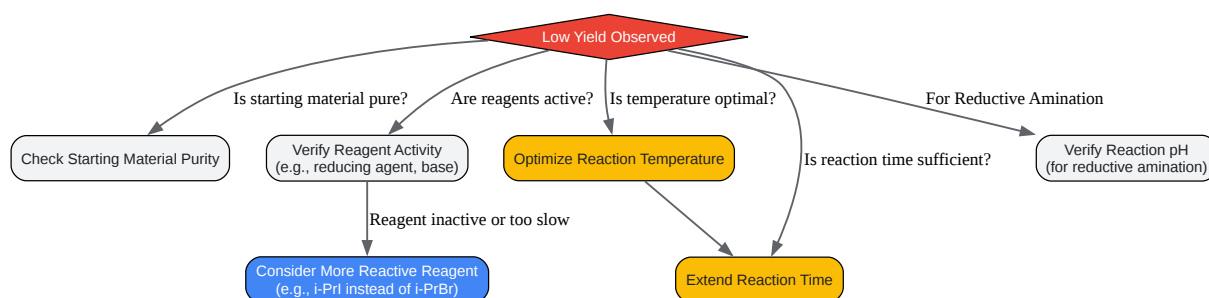 Low Yield Observed
Is starting material pure?
Are reagents active?
Is temperature optimal?
For Reductive Amination
Check Starting Material Purity
Verify Reagent Activity
(e.g., reducing agent, base)
Optimize Reaction Temperature
Is reaction time sufficient?
Verify Reaction pH
(for reductive amination)
Reagent inactive or too slow
Consider More Reactive Reagent
(e.g., i-PrI instead of i-PrBr)
Extend Reaction Time